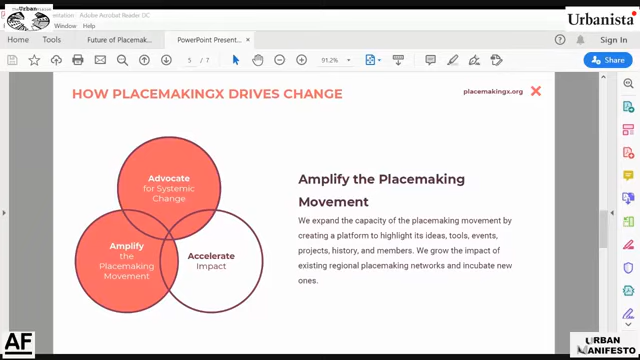 Presentation: Adobe Acrobat Reader DC
Window Help
Urbanista
Home Tools Future of Placemak... PowerPoint Present... × Sign In
5 / 7 91.2% Share
HOW PLACEMAKINGX DRIVES CHANGE
placemakingx.org
Advocate
for Systemic
Change
Amplify
the
Placemaking
Movement
Accelerate
Impact
Amplify the Placemaking
Movement
We expand the capacity of the placemaking movement by
creating a platform to highlight its ideas, tools, events,
projects, history, and members. We grow the impact of
existing regional placemaking networks and incubate new
ones.
AF
URBAN
MANIFESTO